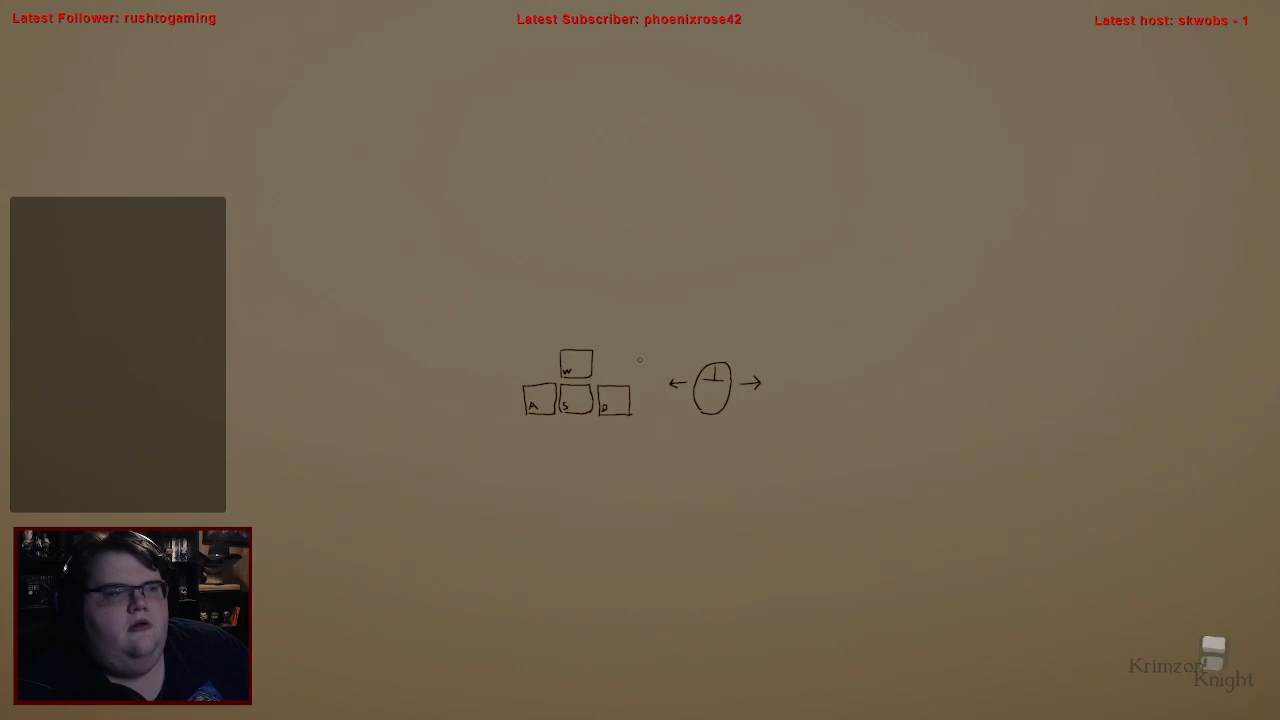 Latest Follower: rushtogaming
Latest Subscriber: phoenixrose42
Latest host: skwobs - 1
W
A S D
Krimzon
Knight